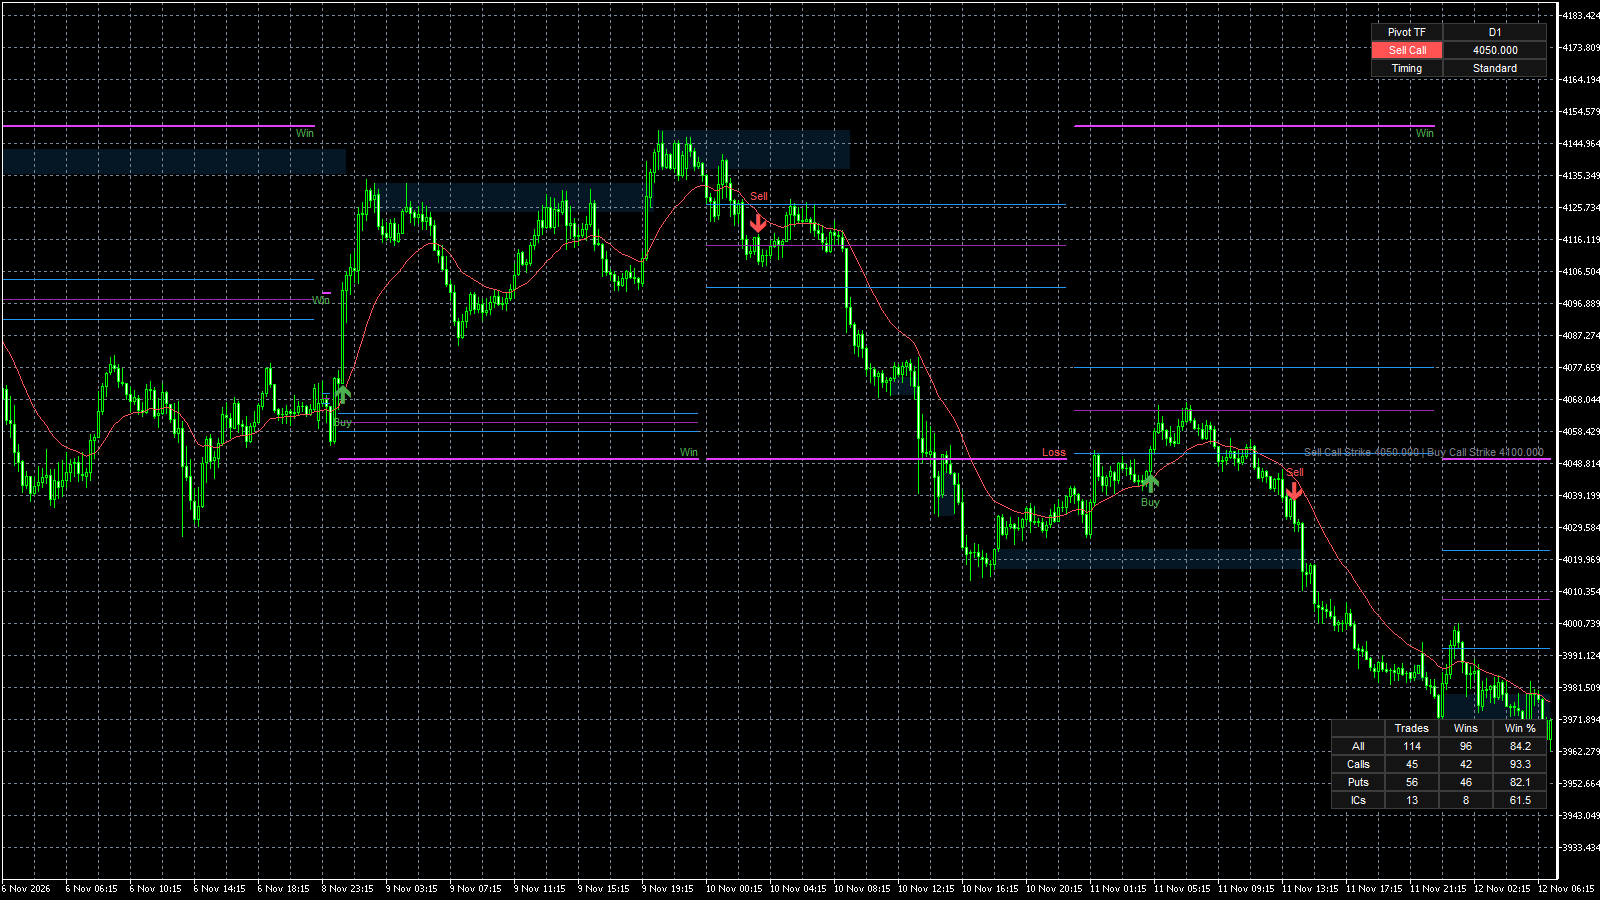 4183.424
Pivot TF D1
4173.809
Sell Call 4050.000
Timing Standard
4164.194
4154.579
Win
Win
4144.964
4135.349
Sell
4125.734
4116.119
4106.504
Win
4096.889
4087.274
4077.659
4068.044
Buy
4058.429
Win
Loss
Sell Call Strike 4050.000 | Buy Call Strike 4100.000
4048.814
Sell
4039.199
Buy
4029.584
4019.969
4010.354
4000.739
3991.124
3981.509
3971.894
Trades Wins Win %
All 114 96 84.2
3962.279
Calls 45 42 93.3
Puts 56 46 82.1
3952.664
ICs 13 8 61.5
3943.049
3933.434
6 Nov 2026 6 Nov 06:15 6 Nov 10:15 6 Nov 14:15 6 Nov 18:15 8 Nov 23:15 9 Nov 03:15 9 Nov 07:15 9 Nov 11:15 9 Nov 15:15 9 Nov 19:15 10 Nov 00:15 10 Nov 04:15 10 Nov 08:15 10 Nov 12:15 10 Nov 16:15 10 Nov 20:15 11 Nov 01:15 11 Nov 05:15 11 Nov 09:15 11 Nov 13:15 11 Nov 17:15 11 Nov 21:15 12 Nov 02:15 12 Nov 06:15